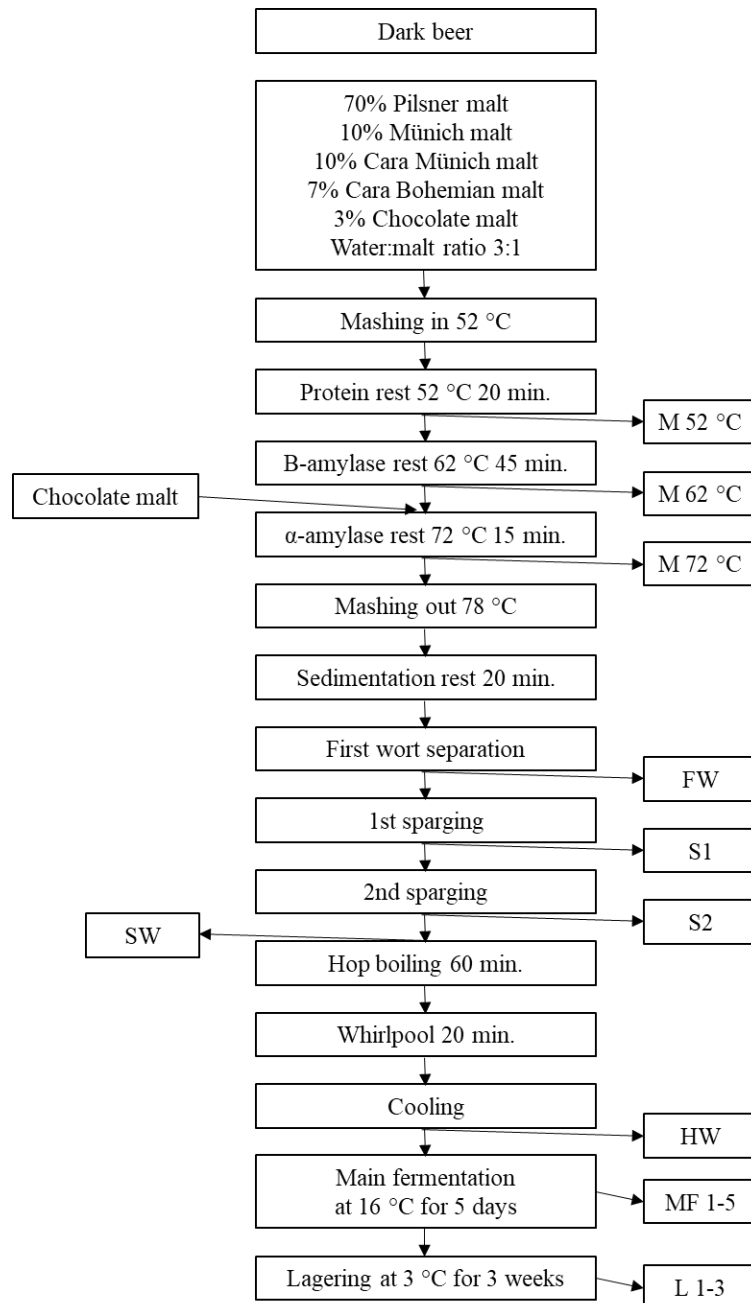 Dark beer
70% Pilsner malt
10% Münich malt
10% Cara Münich malt
7% Cara Bohemian malt
3% Chocolate malt
Water:malt ratio 3:1
Mashing in 52 °C
Protein rest 52 °C 20 min.
M 52 °C
B-amylase rest 62 °C 45 min.
Chocolate malt
M 62 °C
α-amylase rest 72 °C 15 min.
M 72 °C
Mashing out 78 °C
Sedimentation rest 20 min.
First wort separation
FW
1st sparging
S1
2nd sparging
S2
SW
Hop boiling 60 min.
Whirlpool 20 min.
Cooling
HW
Main fermentation
at 16 °C for 5 days
MF 1-5
Lagering at 3 °C for 3 weeks
L 1-3